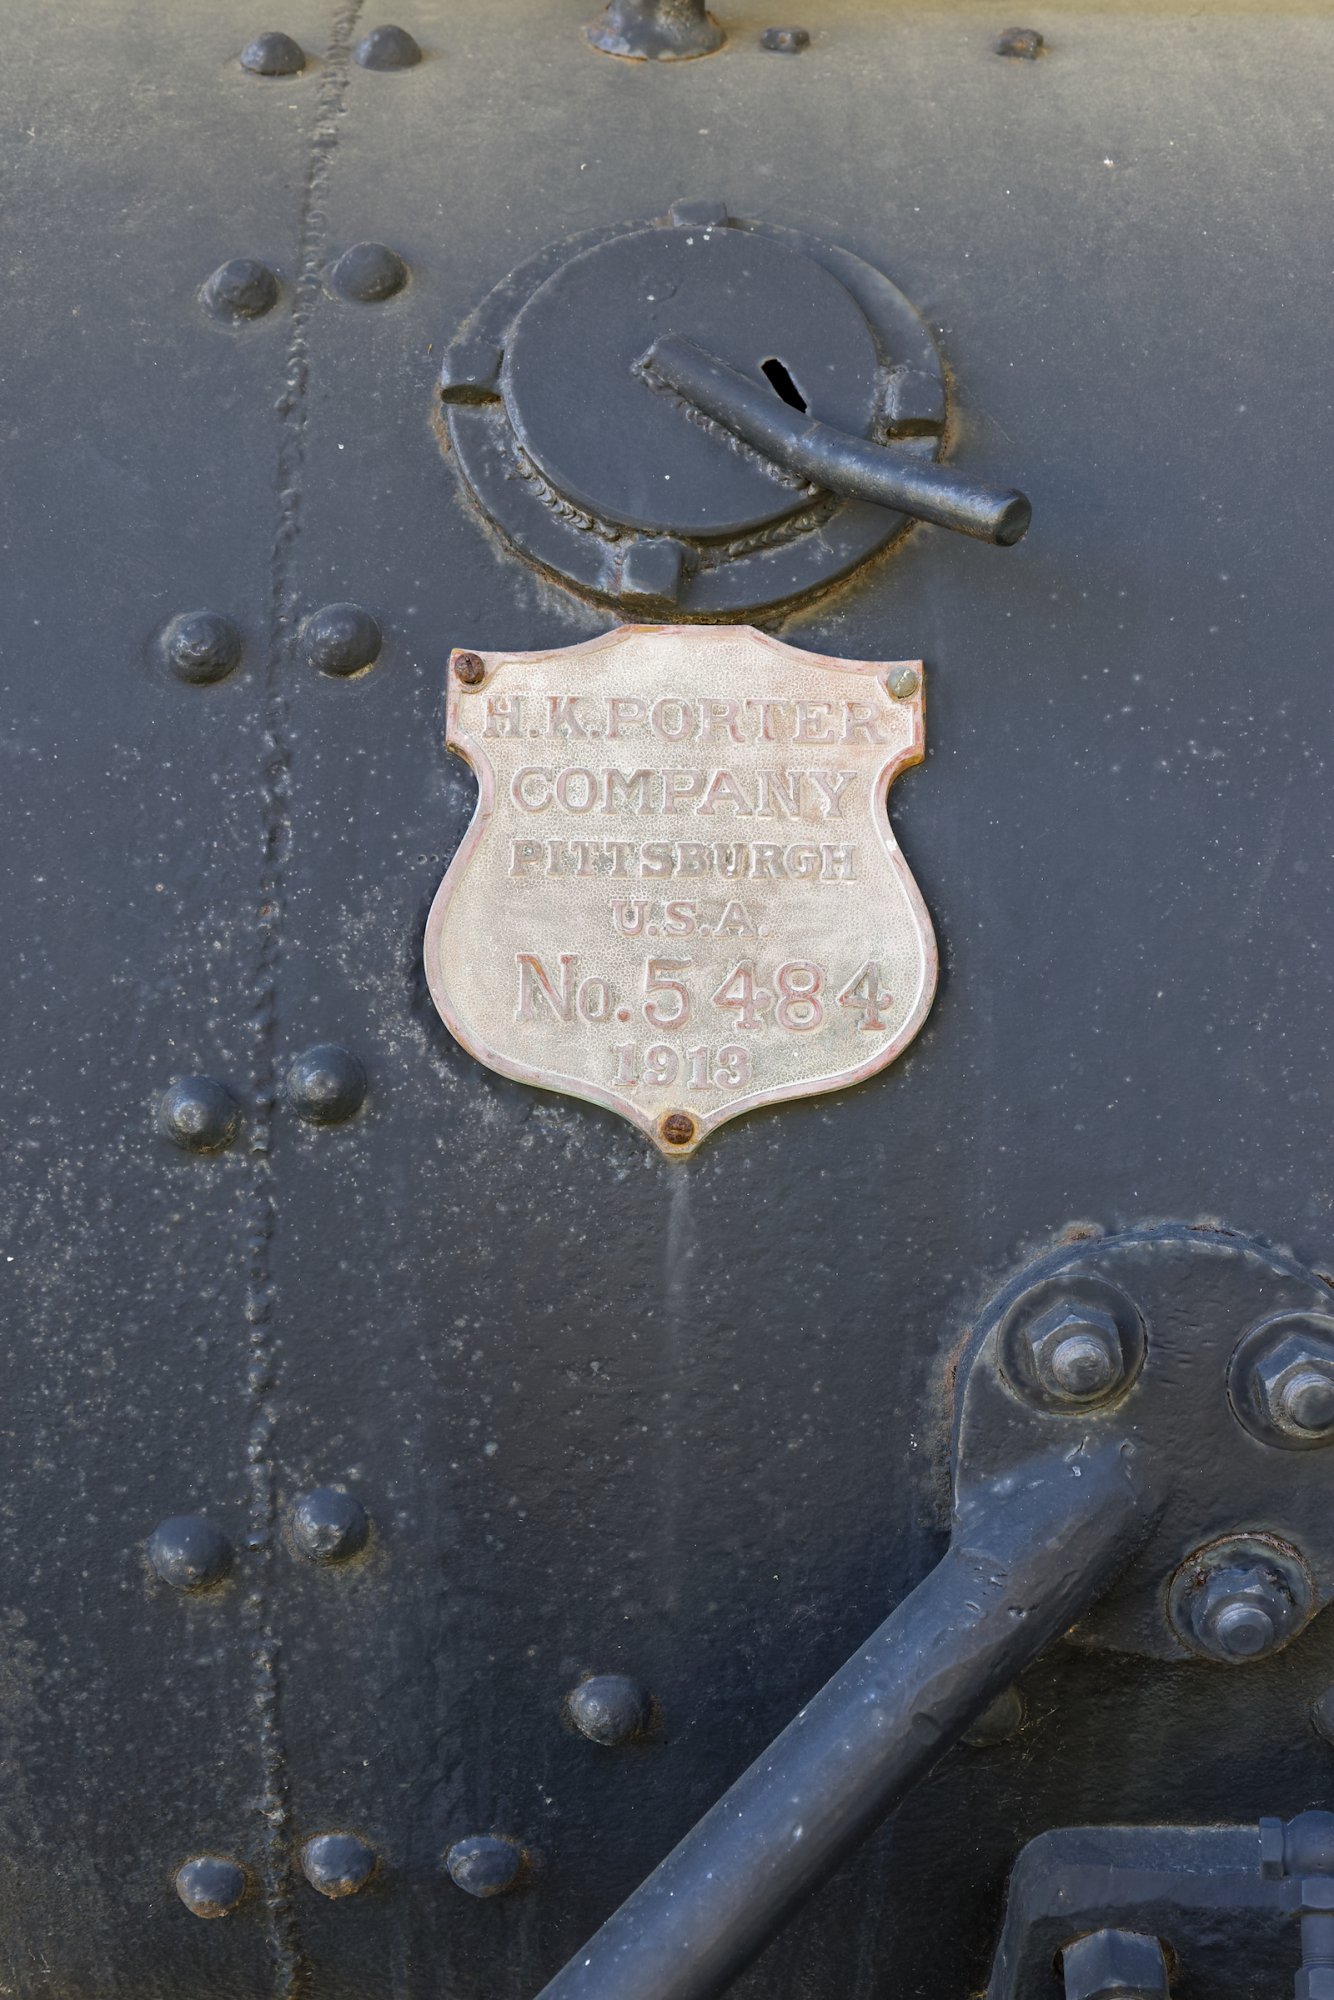 H.K.PORTER
COMPANY
PITTSBURGH
U.S.A.
No. 5484
1913